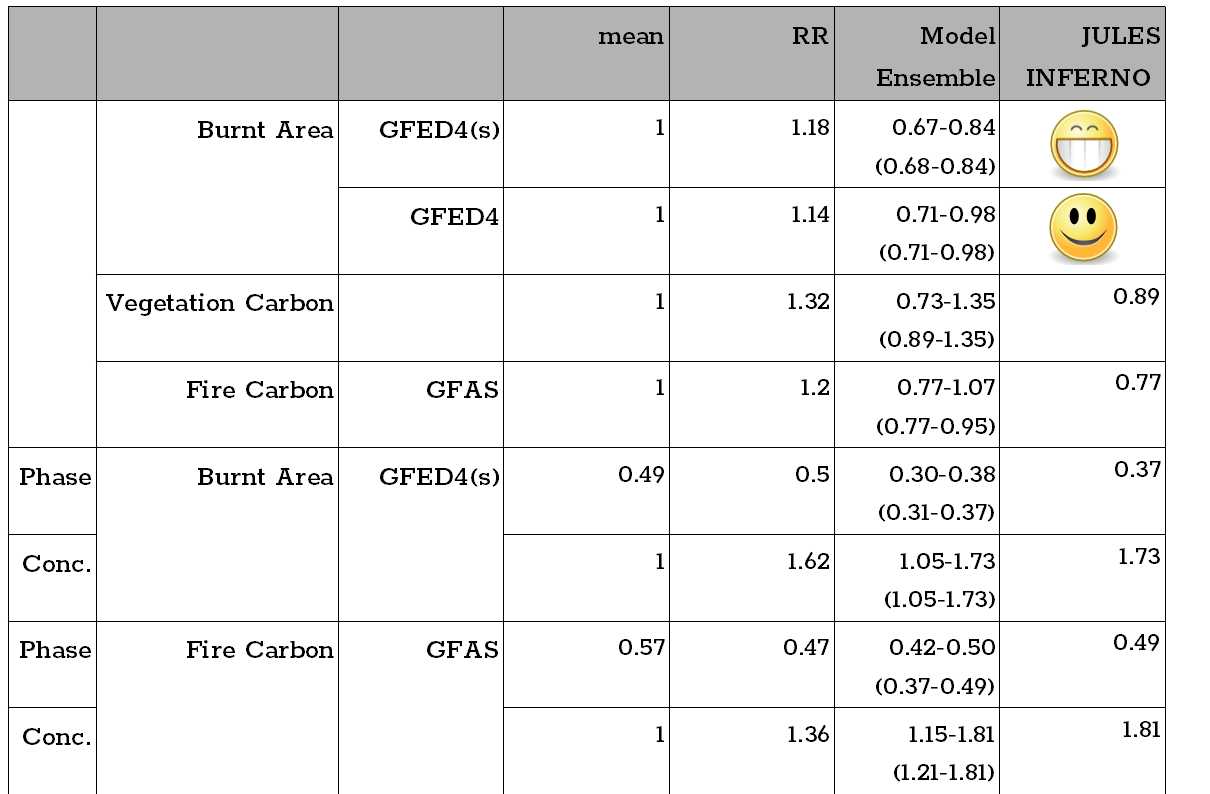 mean RR Model JULES
Ensemble INFERNO
Burnt Area GFED4(s) 1 1.18 0.67-0.84
(0.68-0.84)
GFED4 1 1.14 0.71-0.98
(0.71-0.98)
Vegetation Carbon 1 1.32 0.73-1.35 0.89
(0.89-1.35)
Fire Carbon GFAS 1 1.2 0.77-1.07 0.77
(0.77-0.95)
Phase Burnt Area GFED4(s) 0.49 0.5 0.30-0.38 0.37
(0.31-0.37)
Conc. 1 1.62 1.05-1.73 1.73
(1.05-1.73)
Phase Fire Carbon GFAS 0.57 0.47 0.42-0.50 0.49
(0.37-0.49)
Conc. 1 1.36 1.15-1.81 1.81
(1.21-1.81)